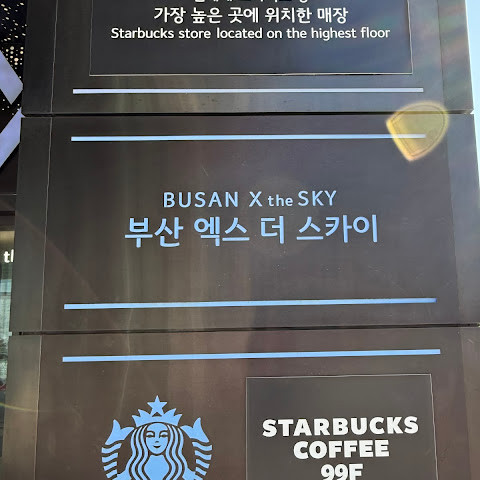 가장 높은 곳에 위치한 매장
Starbucks store located on the highest floor
BUSAN X the SKY
부산 엑스 더 스카이
STARBUCKS
COFFEE
99F